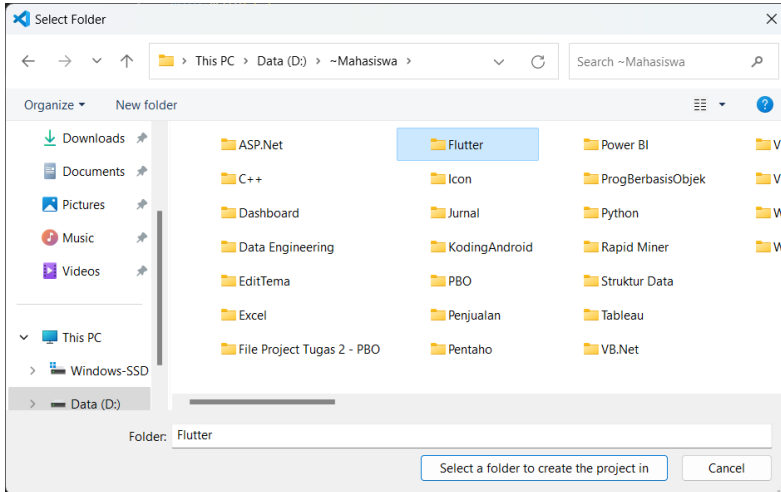 Select Folder
This PC > Data (D:) > ~Mahasiswa >
Search ~Mahasiswa
Organize
New folder
?
Downloads
Documents
Pictures
Music
Videos
This PC
Windows-SSD
Data (D:)
ASP.Net
C++
Dashboard
Data Engineering
EditTema
Excel
File Project Tugas 2 - PBO
Flutter
Icon
Jurnal
KodingAndroid
PBO
Penjualan
Pentaho
Power BI
ProgBerbasisObjek
Python
Rapid Miner
Struktur Data
Tableau
VB.Net
Folder: Flutter
Select a folder to create the project in
Cancel